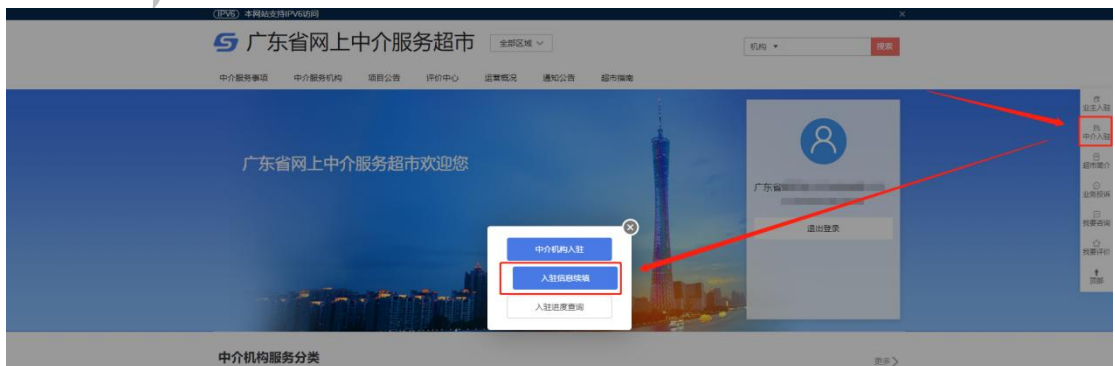 IPV6 本网站支持IPV6访问
广东省网上中介服务超市
全部区域
机构
搜索
中介服务事项 中介服务机构 项目公告 评价中心 运营概况 通知公告 超市指南
业主入驻
中介入驻
超市简介
业务投诉
我要咨询
我要评价
顶部
广东省网上中介服务超市欢迎您
广东省
退出登录
中介机构入驻
入驻信息续填
入驻进度查询
中介机构服务分类
更多